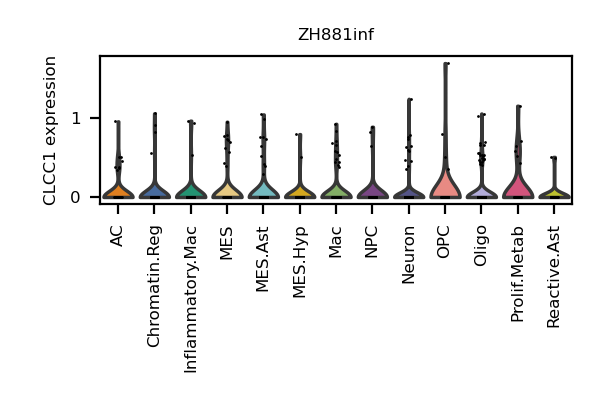 ZH881inf
CLCC1 expression
1
0
AC
Chromatin.Reg
Inflammatory.Mac
MES
MES.Ast
MES.Hyp
Mac
NPC
Neuron
OPC
Oligo
Prolif.Metab
Reactive.Ast